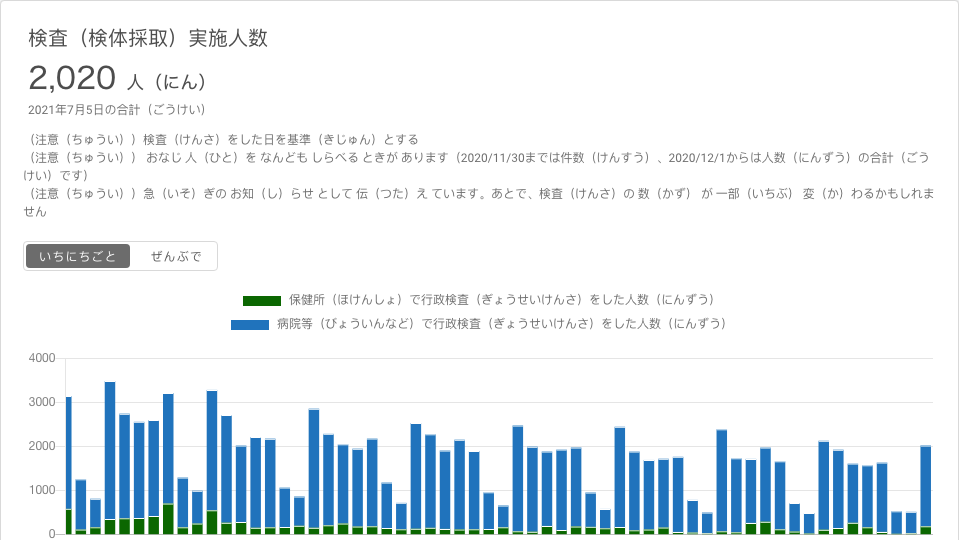 検査（検体採取）実施人数
2,020 人（にん）
2021年7月5日の合計（ごうけい）
（注意（ちゅうい））検査（けんさ）をした日を基準（きじゅん）とする
（注意（ちゅうい）） おなじ 人（ひと）を なんども しらべる ときが あります（2020/11/30までは件数（けんすう）、2020/12/1からは人数（にんずう）の合計（ごう
けい）です）
（注意（ちゅうい））急（いそ）ぎの お知（し）らせ として 伝（つた）え ています。あとで、検査（けんさ）の 数（かず） が 一部（いちぶ） 変（か）わるかもしれま
せん
いちにちごと ぜんぶで
保健所（ほけんしょ）で行政検査（ぎょうせいけんさ）をした人数（にんずう）
病院等（びょういんなど）で行政検査（ぎょうせいけんさ）をした人数（にんずう）
4000
3000
2000
1000
0